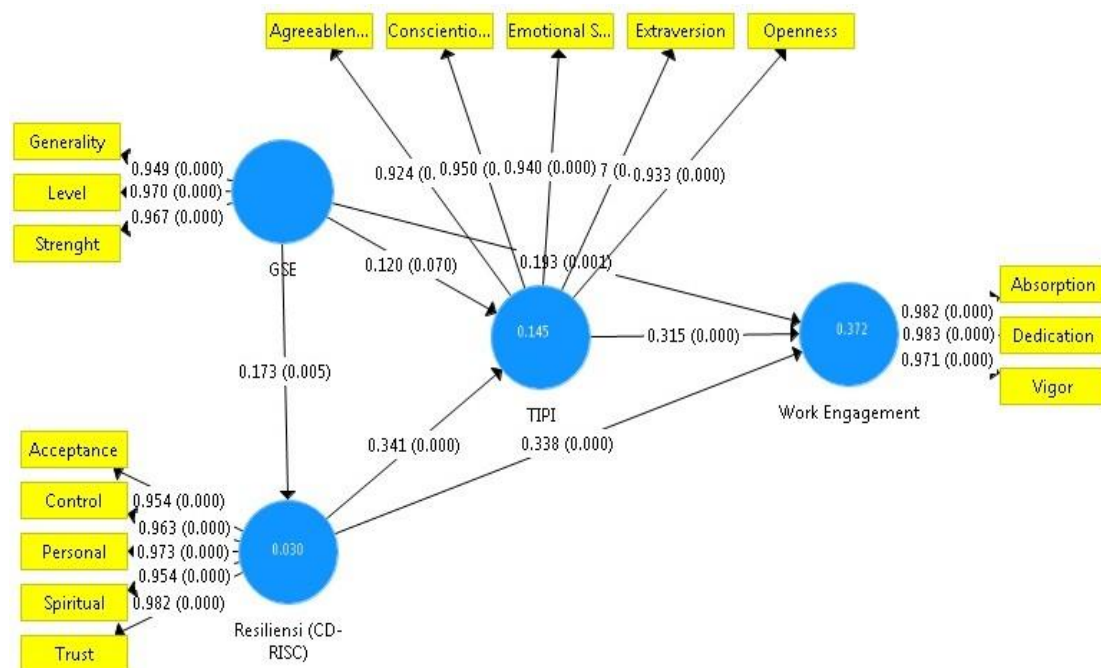 Agreeablen...
Conscientio...
Emotional S...
Extraversion
Openness
Generality
Level
Strenght
0.949 (0.000)
0.970 (0.000)
0.967 (0.000)
GSE
0.924 (0.
0.950 (0.
0.940 (0.000)
7 (0.
0.933 (0.000)
0.120 (0.070)
0.193 (0.001)
0.173 (0.005)
0.145
TIPI
0.315 (0.000)
0.372
Work Engagement
0.982 (0.000)
0.983 (0.000)
0.971 (0.000)
Absorption
Dedication
Vigor
0.341 (0.000)
0.338 (0.000)
Acceptance
Control
Personal
Spiritual
Trust
0.954 (0.000)
0.963 (0.000)
0.973 (0.000)
0.954 (0.000)
0.982 (0.000)
0.030
Resiliensi (CD-
RISC)